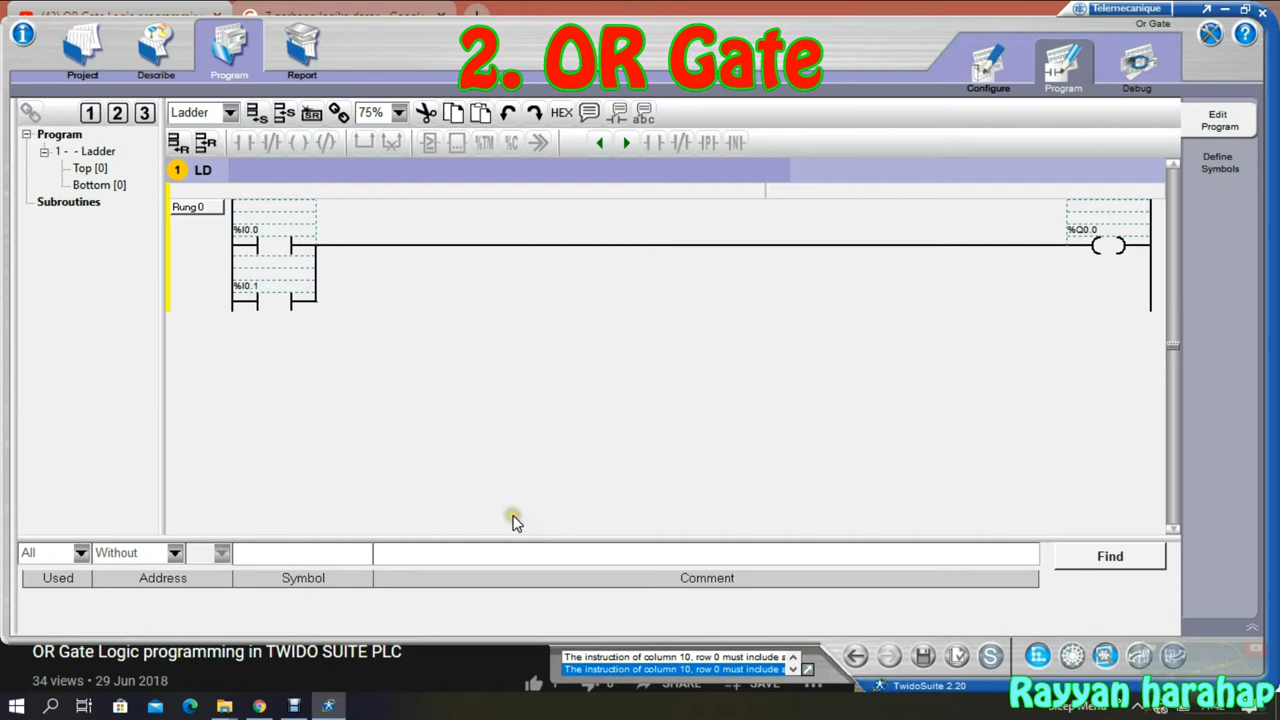 Telemecanique
Or Gate
2. OR Gate
Project
Describe
Program
Report
Configure
Program
Debug
1 2 3
Ladder
75%
HEX
abc
Edit
Program
Define
Symbols
Program
1 - - Ladder
Top [0]
Bottom [0]
Subroutines
%TM
%C
1 LD
Rung 0
%I0.0
%Q0.0
%I0.1
All
Without
Find
Used
Address
Symbol
Comment
OR Gate Logic programming in TWIDO SUITE PLC
34 views • 29 Jun 2018
The instruction of column 10, row 0 must include
The instruction of column 10, row 0 must include
SHARE
SAVE
TwidoSuite 2.20
Rayyan harahap